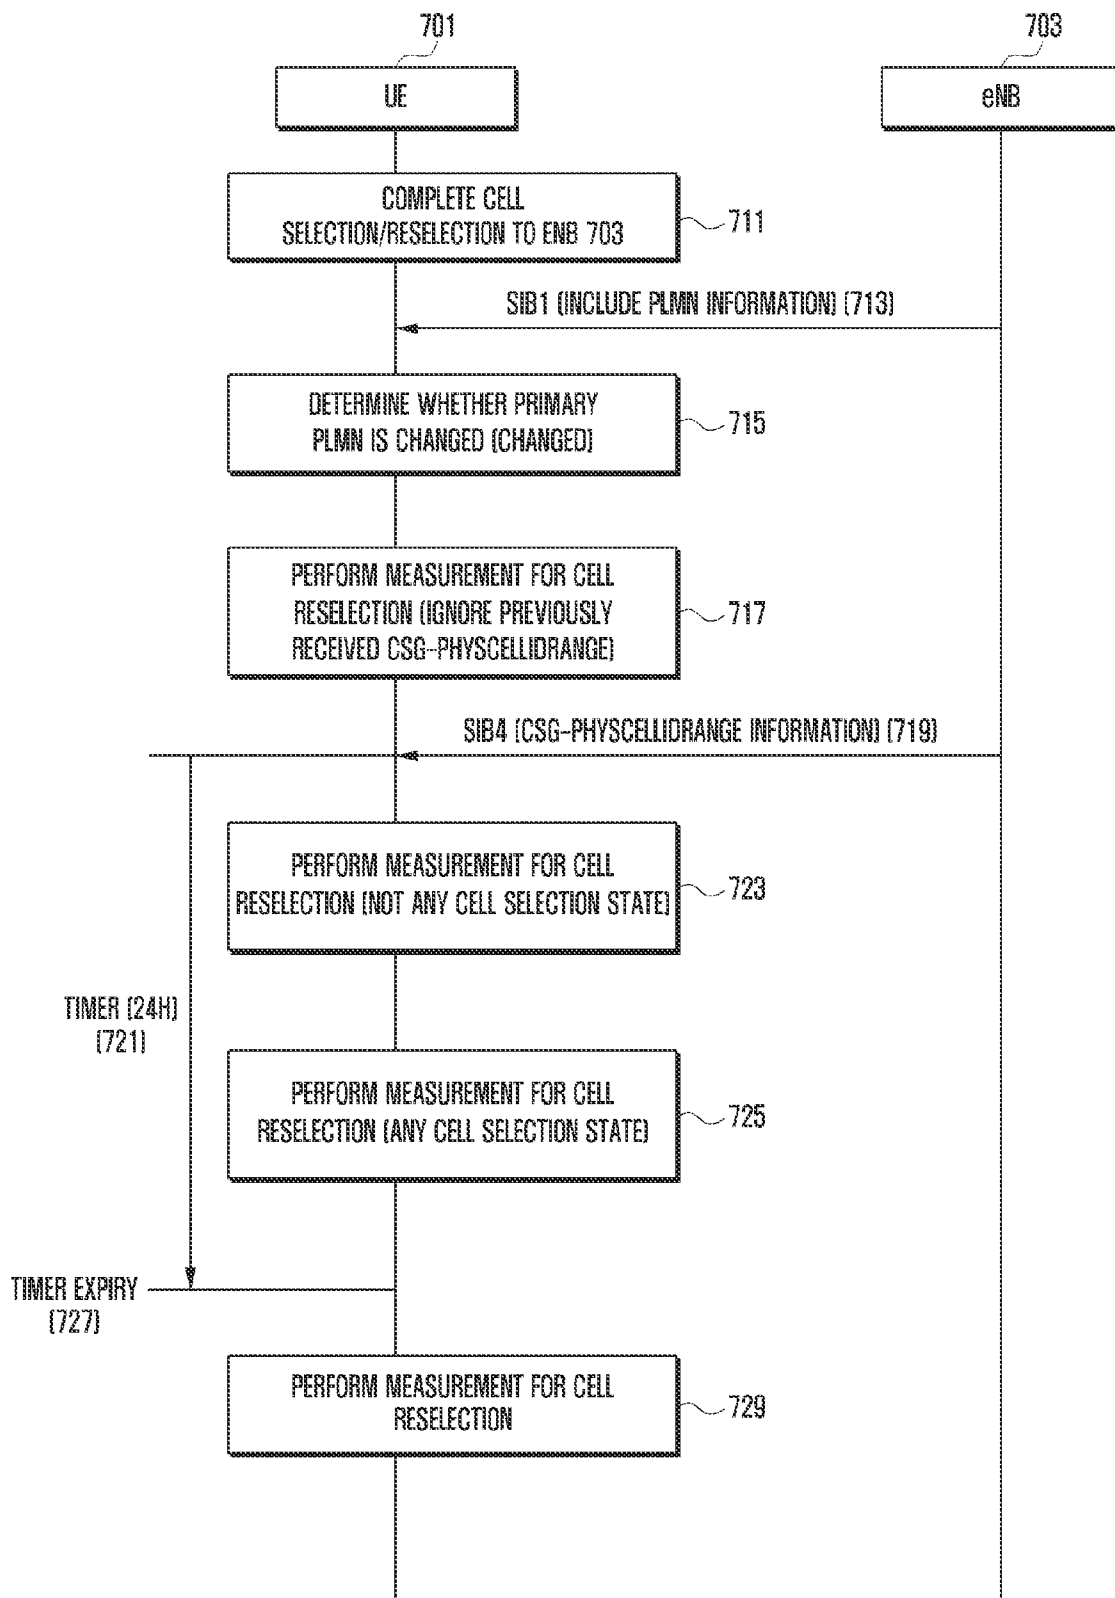 701
703
UE
eNB
COMPLETE CELL
SELECTION/RESELECTION TO ENB 703
711
SIB1 (INCLUDE PLMN INFORMATION) (713)
DETERMINE WHETHER PRIMARY
PLMN IS CHANGED (CHANGED)
715
PERFORM MEASUREMENT FOR CELL
RESELECTION (IGNORE PREVIOUSLY
RECEIVED CSG-PHYSCELLIDRANGE)
717
SIB4 (CSG-PHYSCELLIDRANGE INFORMATION) (719)
PERFORM MEASUREMENT FOR CELL
RESELECTION (NOT ANY CELL SELECTION STATE)
723
TIMER (24H)
(721)
PERFORM MEASUREMENT FOR CELL
RESELECTION (ANY CELL SELECTION STATE)
725
TIMER EXPIRY
(727)
PERFORM MEASUREMENT FOR CELL
RESELECTION
729